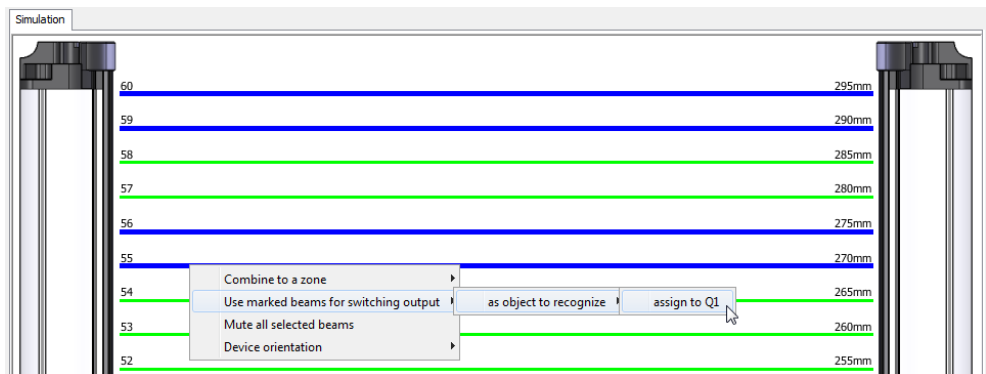 Simulation
60 295mm
59 290mm
58 285mm
57 280mm
56 275mm
55 270mm
Combine to a zone
54 265mm
Use marked beams for switching output as object to recognize assign to Q1
Mute all selected beams
53 260mm
Device orientation
52 255mm